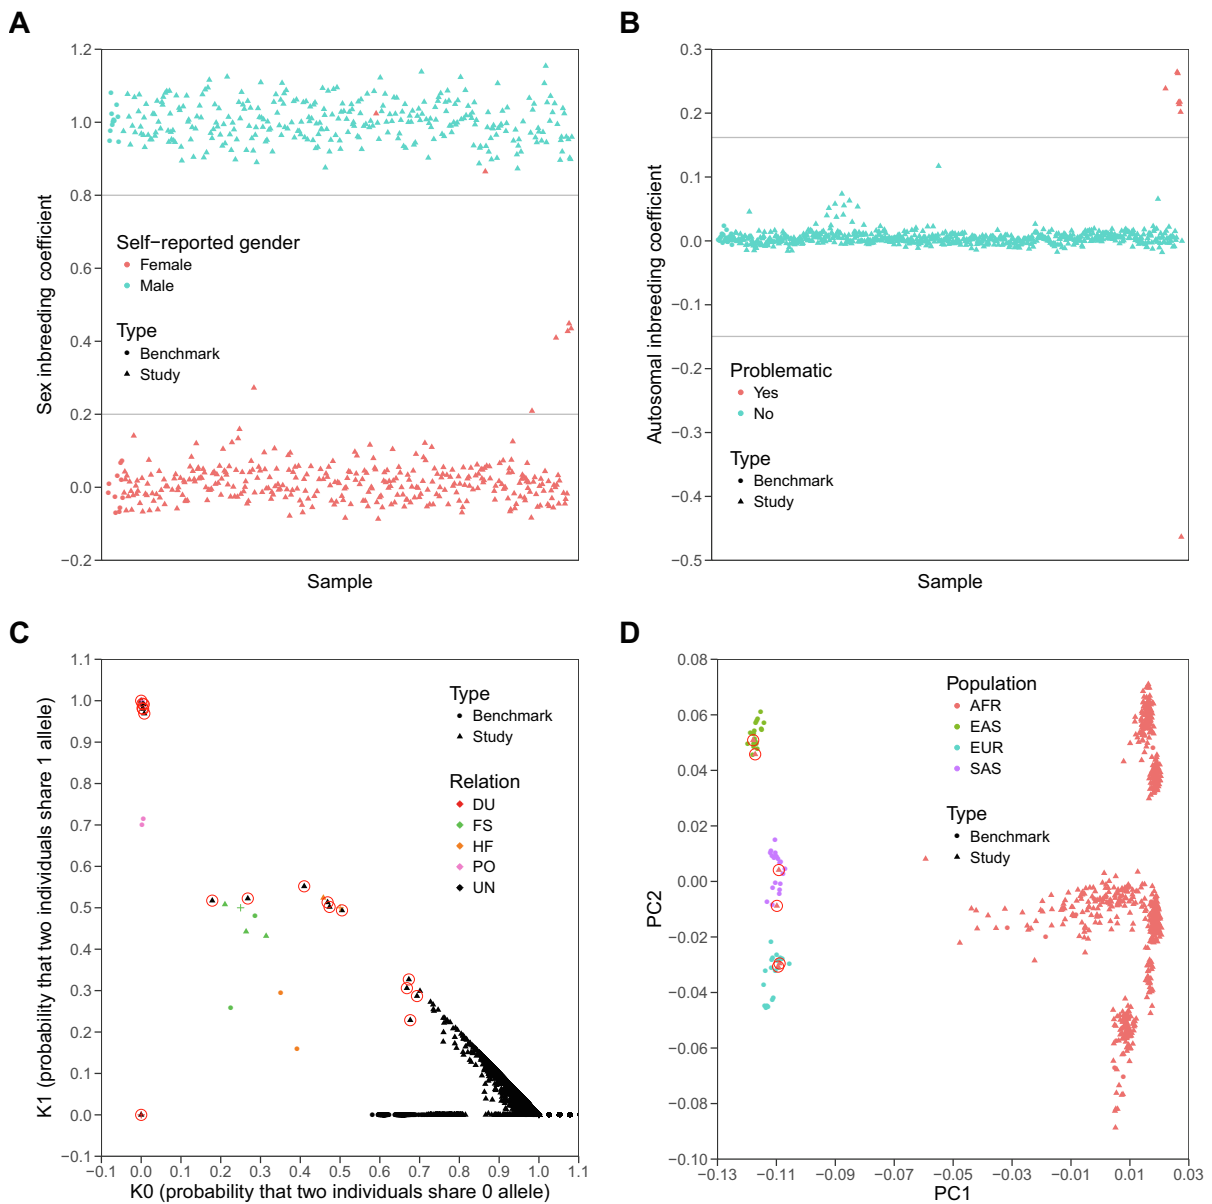 A
1.2
1.0
0.8
0.6
0.4
0.2
0.0
−0.2
Sex inbreeding coefficient
Self−reported gender
Female
Male
Type
Benchmark
Study
Sample
B
0.3
0.2
0.1
0.0
−0.1
−0.2
−0.3
−0.4
−0.5
Autosomal inbreeding coefficient
Problematic
Yes
No
Type
Benchmark
Study
Sample
C
1.1
1.0
0.9
0.8
0.7
0.6
0.5
0.4
0.3
0.2
0.1
0.0
−0.1
K1 (probability that two individuals share 1 allele)
Type
Benchmark
Study
Relation
DU
FS
HF
PO
UN
−0.1 0.0 0.1 0.2 0.3 0.4 0.5 0.6 0.7 0.8 0.9 1.0 1.1
K0 (probability that two individuals share 0 allele)
D
0.08
0.06
0.04
0.02
0.00
−0.02
−0.04
−0.06
−0.08
−0.10
PC2
Population
AFR
EAS
EUR
SAS
Type
Benchmark
Study
−0.13 −0.11 −0.09 −0.07 −0.05 −0.03 −0.01 0.01 0.03
PC1